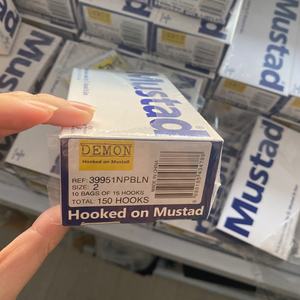 Mustad
DEMON
Hooked on Mustad
REF: 39951NPBLN
SIZE: 2
10 BAGS OF 15 HOOKS
TOTAL 150 HOOKS
Hooked on Mustad
Mustad
Mustad
Mustad